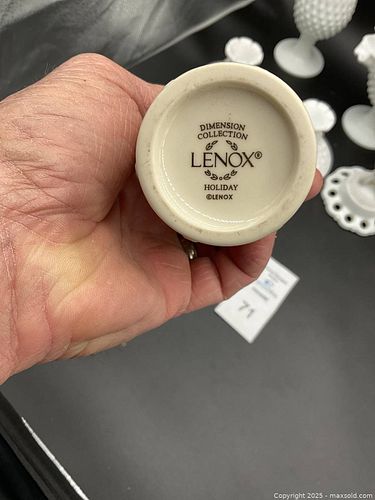 DIMENSION
COLLECTION
LENOX®
HOLIDAY
©LENOX
71
Copyright 2025 - maxsold.com